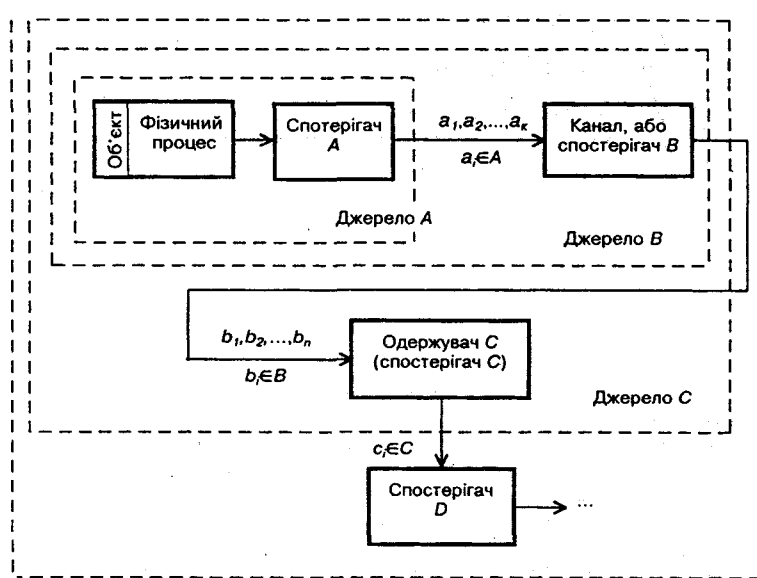 Об'єкт
Фізичний
процес
Спотерігач
A
a₁,a₂,...,aₖ
aᵢ∈A
Канал, або
спостерігач B
Джерело A
Джерело B
b₁,b₂,...,bₙ
bᵢ∈B
Одержувач C
(спостерігач C)
Джерело C
cᵢ∈C
Спостерігач
D
...